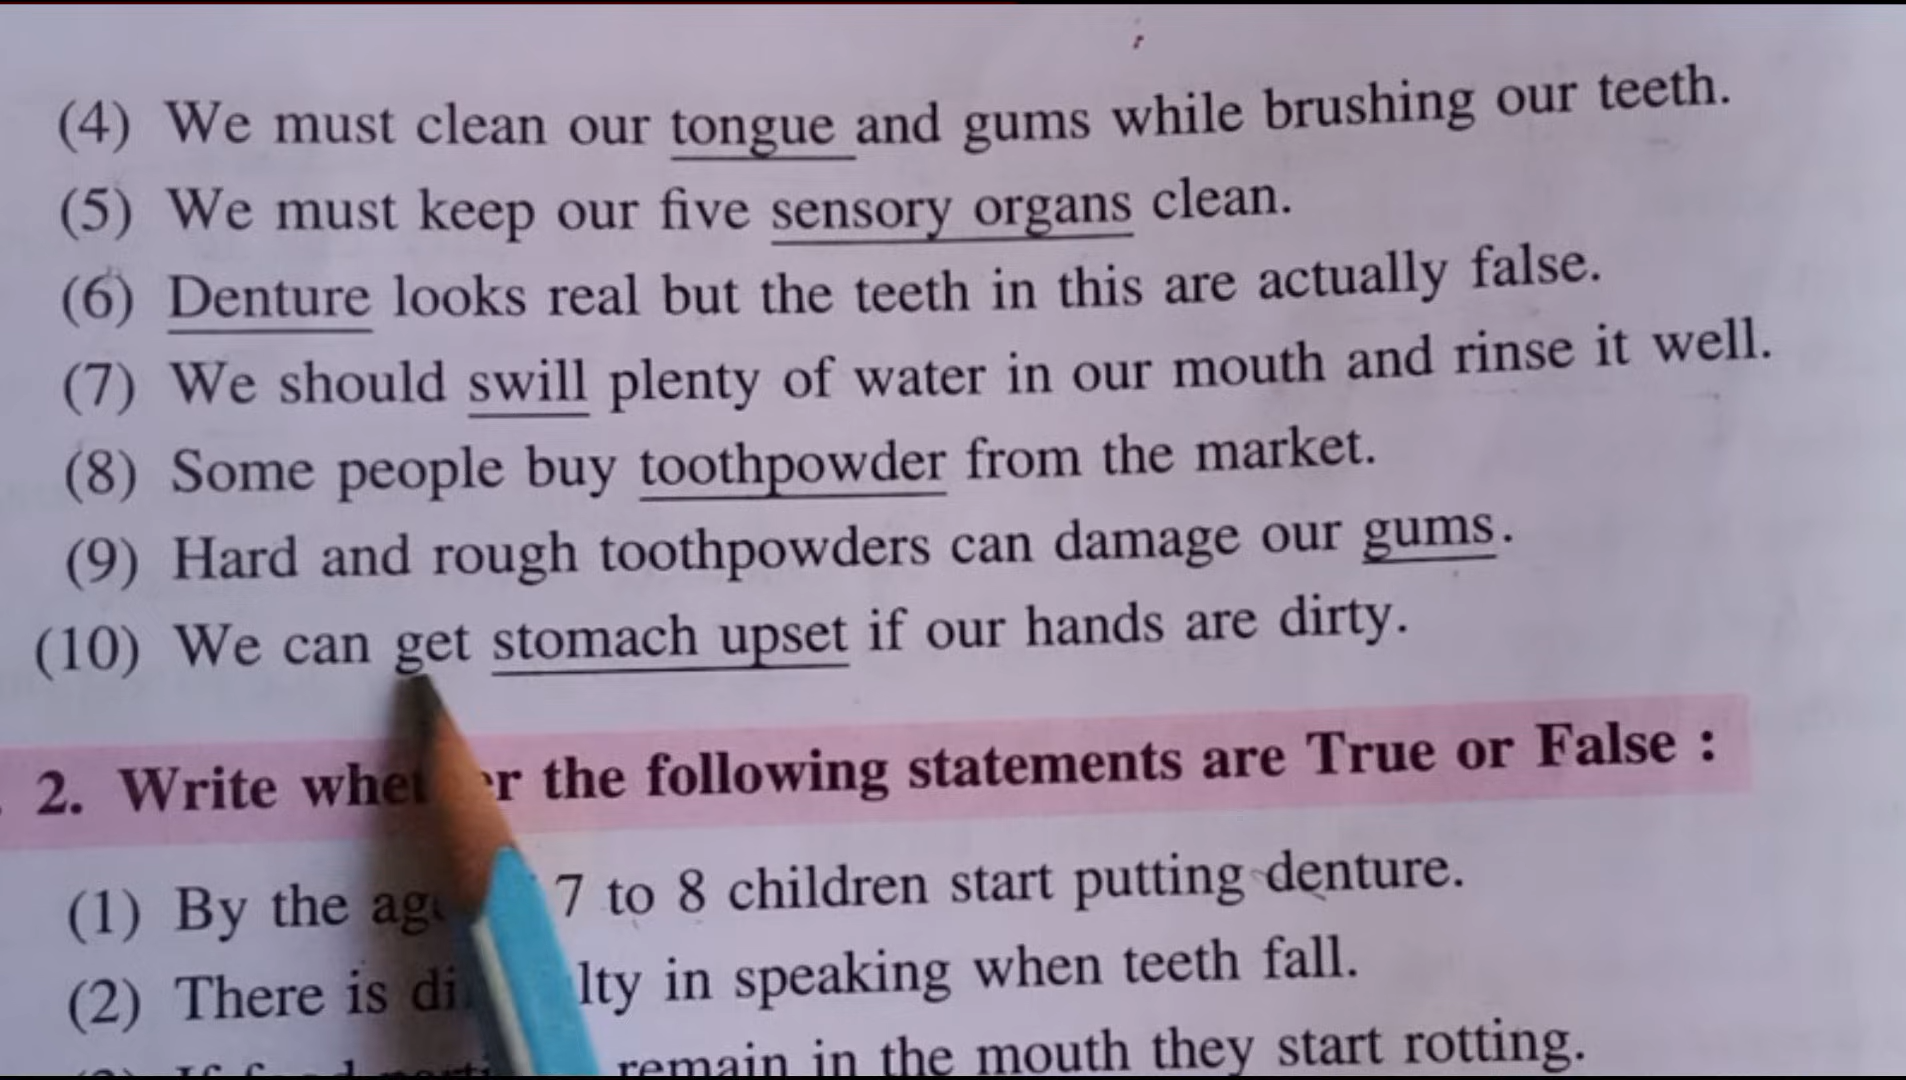 (4) We must clean our tongue and gums while brushing our teeth.
(5) We must keep our five sensory organs clean.
(6) Denture looks real but the teeth in this are actually false.
(7) We should swill plenty of water in our mouth and rinse it well.
(8) Some people buy toothpowder from the market.
(9) Hard and rough toothpowders can damage our gums.
(10) We can get stomach upset if our hands are dirty.
2. Write the following statements are True or False :
(1) By the 7 to 8 children start putting denture.
(2) There is in speaking when teeth fall.
remain in the mouth they start rotting.